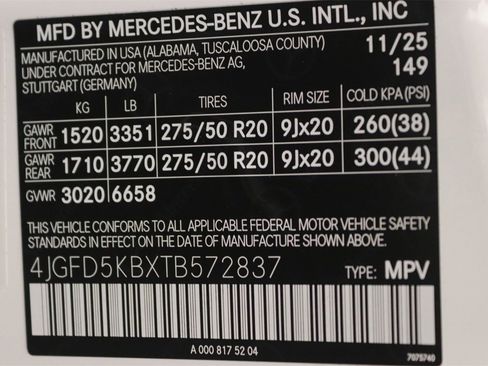 MFD BY MERCEDES-BENZ U.S. INTL., INC
MANUFACTURED IN USA (ALABAMA, TUSCALOOSA COUNTY) 11/25
UNDER CONTRACT FOR MERCEDES-BENZ AG, 149
STUTTGART (GERMANY)
KG LB TIRES RIM SIZE COLD KPA (PSI)
GAWR FRONT 1520 3351 275/50 R20 9Jx20 260(38)
GAWR REAR 1710 3770 275/50 R20 9Jx20 300(44)
GVWR 3020 6658
THIS VEHICLE CONFORMS TO ALL APPLICABLE FEDERAL MOTOR VEHICLE SAFETY
STANDARDS IN EFFECT ON THE DATE OF MANUFACTURE SHOWN ABOVE.
4JGFD5KBXTB572837 TYPE: MPV
A 000 817 52 04
7075740